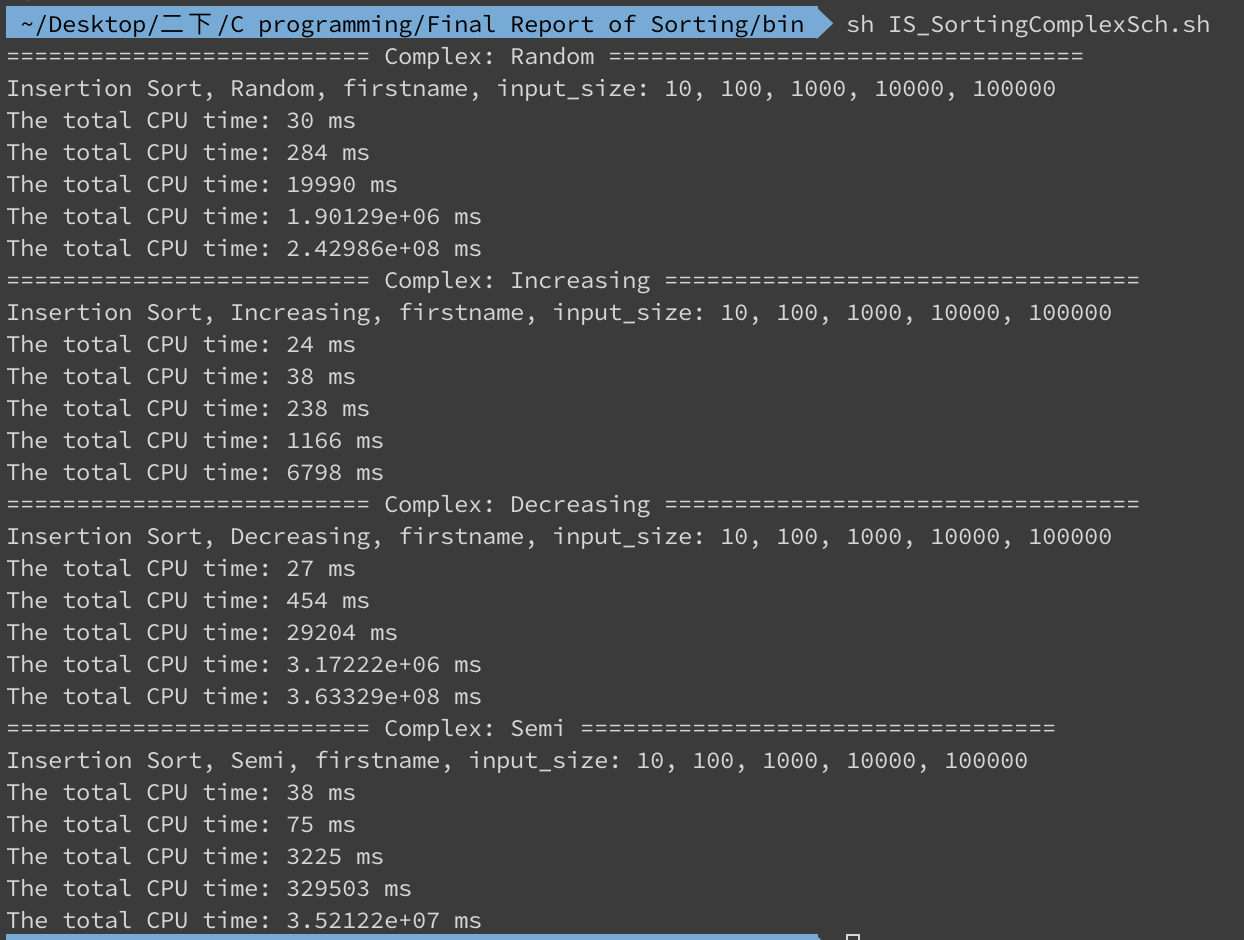 ~/Desktop/二下/C programming/Final Report of Sorting/bin sh IS_SortingComplexSch.sh
========================== Complex: Random ==================================
Insertion Sort, Random, firstname, input_size: 10, 100, 1000, 10000, 100000
The total CPU time: 30 ms
The total CPU time: 284 ms
The total CPU time: 19990 ms
The total CPU time: 1.90129e+06 ms
The total CPU time: 2.42986e+08 ms
========================== Complex: Increasing ==================================
Insertion Sort, Increasing, firstname, input_size: 10, 100, 1000, 10000, 100000
The total CPU time: 24 ms
The total CPU time: 38 ms
The total CPU time: 238 ms
The total CPU time: 1166 ms
The total CPU time: 6798 ms
========================== Complex: Decreasing ==================================
Insertion Sort, Decreasing, firstname, input_size: 10, 100, 1000, 10000, 100000
The total CPU time: 27 ms
The total CPU time: 454 ms
The total CPU time: 29204 ms
The total CPU time: 3.17222e+06 ms
The total CPU time: 3.63329e+08 ms
========================== Complex: Semi ==================================
Insertion Sort, Semi, firstname, input_size: 10, 100, 1000, 10000, 100000
The total CPU time: 38 ms
The total CPU time: 75 ms
The total CPU time: 3225 ms
The total CPU time: 329503 ms
The total CPU time: 3.52122e+07 ms